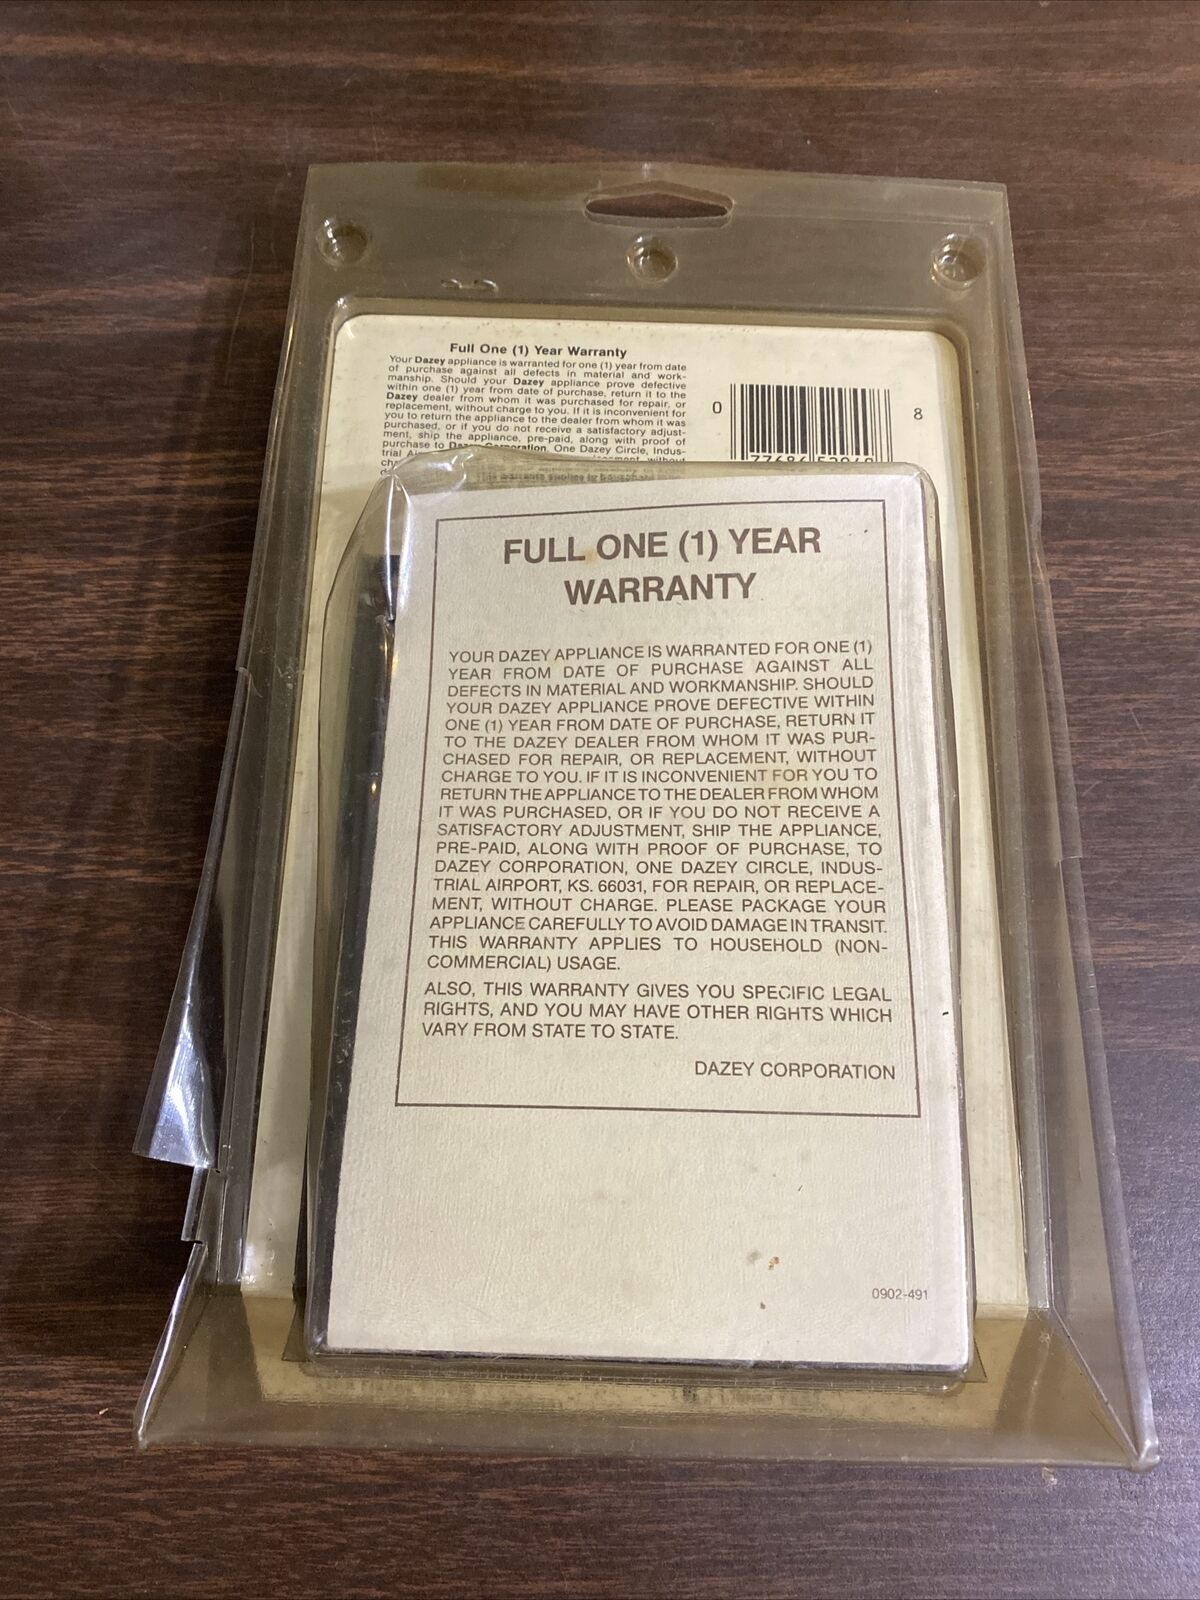 Full One (1) Year Warranty
Your Dazey appliance is warranted for one (1) year from date
of purchase against all defects in material and work-
manship. Should your Dazey appliance prove defective
within one (1) year from date of purchase, return it to the
Dazey dealer from whom it was purchased for repair, or
replacement, without charge to you. If it is inconvenient for
you to return the appliance to the dealer from whom it was
purchased, or if you do not receive a satisfactory adjust-
ment, ship the appliance, pre-paid, along with proof of
purchase to Dazey Corporation, One Dazey Circle, Indus-
trial
0 8
FULL ONE (1) YEAR
WARRANTY
YOUR DAZEY APPLIANCE IS WARRANTED FOR ONE (1)
YEAR FROM DATE OF PURCHASE AGAINST ALL
DEFECTS IN MATERIAL AND WORKMANSHIP. SHOULD
YOUR DAZEY APPLIANCE PROVE DEFECTIVE WITHIN
ONE (1) YEAR FROM DATE OF PURCHASE, RETURN IT
TO THE DAZEY DEALER FROM WHOM IT WAS PUR-
CHASED FOR REPAIR, OR REPLACEMENT, WITHOUT
CHARGE TO YOU. IF IT IS INCONVENIENT FOR YOU TO
RETURN THE APPLIANCE TO THE DEALER FROM WHOM
IT WAS PURCHASED, OR IF YOU DO NOT RECEIVE A
SATISFACTORY ADJUSTMENT, SHIP THE APPLIANCE,
PRE-PAID, ALONG WITH PROOF OF PURCHASE, TO
DAZEY CORPORATION, ONE DAZEY CIRCLE, INDUS-
TRIAL AIRPORT, KS. 66031, FOR REPAIR, OR REPLACE-
MENT, WITHOUT CHARGE. PLEASE PACKAGE YOUR
APPLIANCE CAREFULLY TO AVOID DAMAGE IN TRANSIT.
THIS WARRANTY APPLIES TO HOUSEHOLD (NON-
COMMERCIAL) USAGE.
ALSO, THIS WARRANTY GIVES YOU SPECIFIC LEGAL
RIGHTS, AND YOU MAY HAVE OTHER RIGHTS WHICH
VARY FROM STATE TO STATE.
DAZEY CORPORATION
0902-491